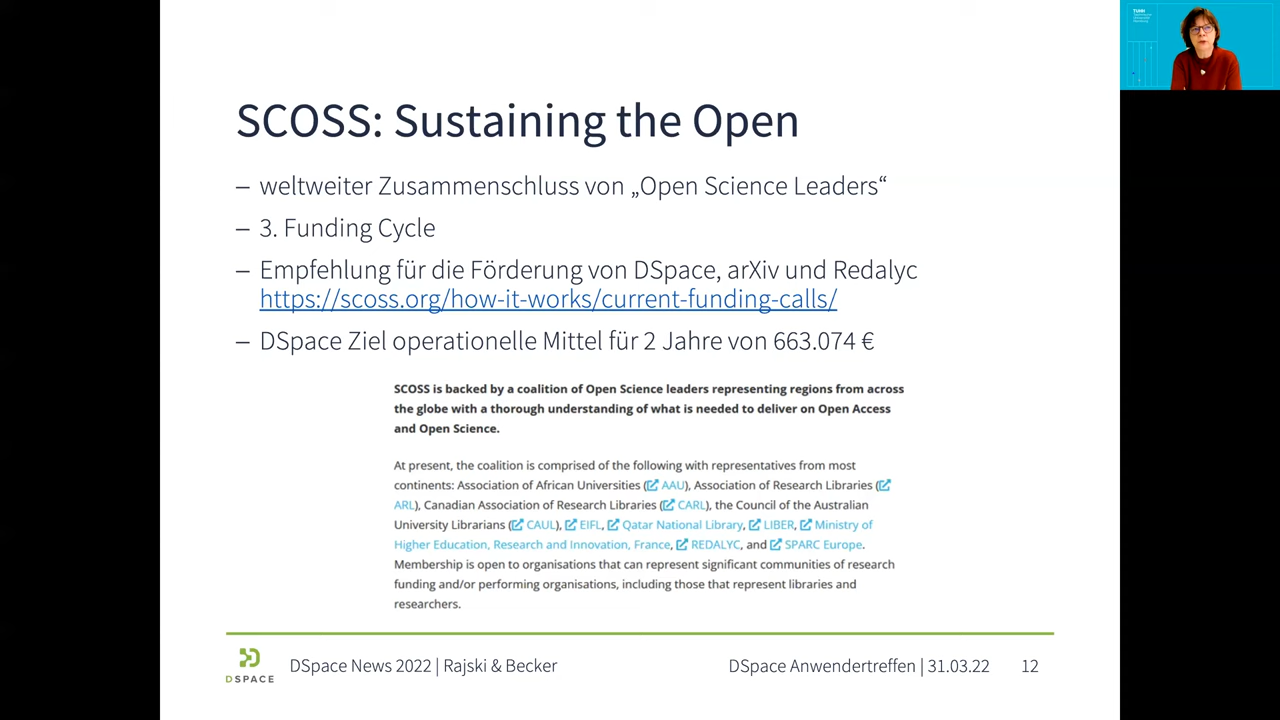 SCOSS: Sustaining the Open
– weltweiter Zusammenschluss von „Open Science Leaders“
– 3. Funding Cycle
– Empfehlung für die Förderung von DSpace, arXiv und Redalyc
https://scoss.org/how-it-works/current-funding-calls/
– DSpace Ziel operationelle Mittel für 2 Jahre von 663.074 €
SCOSS is backed by a coalition of Open Science leaders representing regions from across
the globe with a thorough understanding of what is needed to deliver on Open Access
and Open Science.
At present, the coalition is comprised of the following with representatives from most
continents: Association of African Universities (AAU), Association of Research Libraries (
ARL), Canadian Association of Research Libraries (CARL), the Council of the Australian
University Librarians (CAUL), EIFL, Qatar National Library, LIBER, Ministry of
Higher Education, Research and Innovation, France, REDALYC, and SPARC Europe.
Membership is open to organisations that can represent significant communities of research
funding and/or performing organisations, including those that represent libraries and
researchers.
DSPACE
DSpace News 2022 | Rajski & Becker
DSpace Anwendertreffen | 31.03.22
12
TUHH